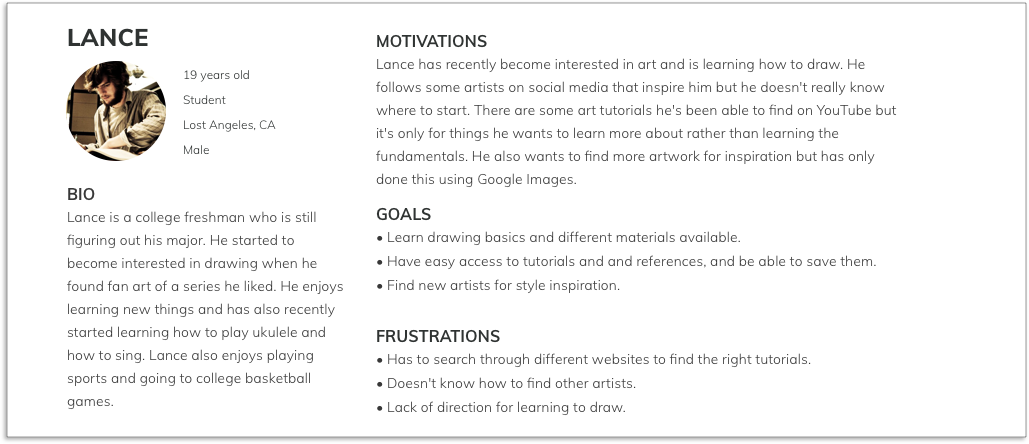 LANCE
19 years old
Student
Lost Angeles, CA
Male
BIO
Lance is a college freshman who is still
figuring out his major. He started to
become interested in drawing when he
found fan art of a series he liked. He enjoys
learning new things and has also recently
started learning how to play ukulele and
how to sing. Lance also enjoys playing
sports and going to college basketball
games.
MOTIVATIONS
Lance has recently become interested in art and is learning how to draw. He
follows some artists on social media that inspire him but he doesn't really know
where to start. There are some art tutorials he's been able to find on YouTube but
it's only for things he wants to learn more about rather than learning the
fundamentals. He also wants to find more artwork for inspiration but has only
done this using Google Images.
GOALS
• Learn drawing basics and different materials available.
• Have easy access to tutorials and and references, and be able to save them.
• Find new artists for style inspiration.
FRUSTRATIONS
• Has to search through different websites to find the right tutorials.
• Doesn't know how to find other artists.
• Lack of direction for learning to draw.